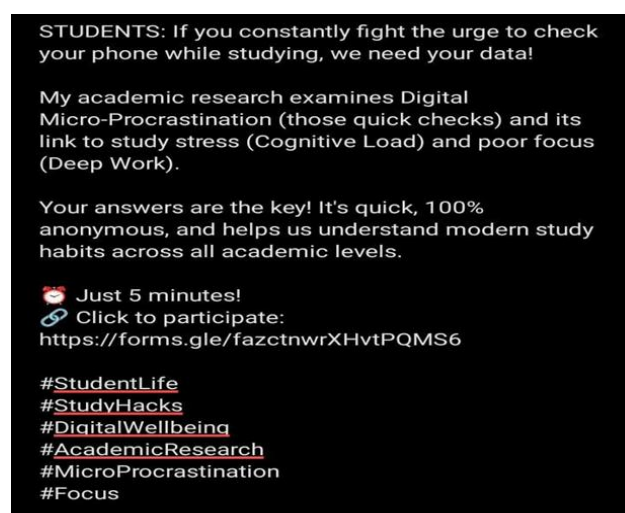 STUDENTS: If you constantly fight the urge to check
your phone while studying, we need your data!
My academic research examines Digital
Micro-Procrastination (those quick checks) and its
link to study stress (Cognitive Load) and poor focus
(Deep Work).
Your answers are the key! It's quick, 100%
anonymous, and helps us understand modern study
habits across all academic levels.
⏰ Just 5 minutes!
🔗 Click to participate:
https://forms.gle/fazctnwrXHvtPQMS6
#StudentLife
#StudyHacks
#DigitalWellbeing
#AcademicResearch
#MicroProcrastination
#Focus